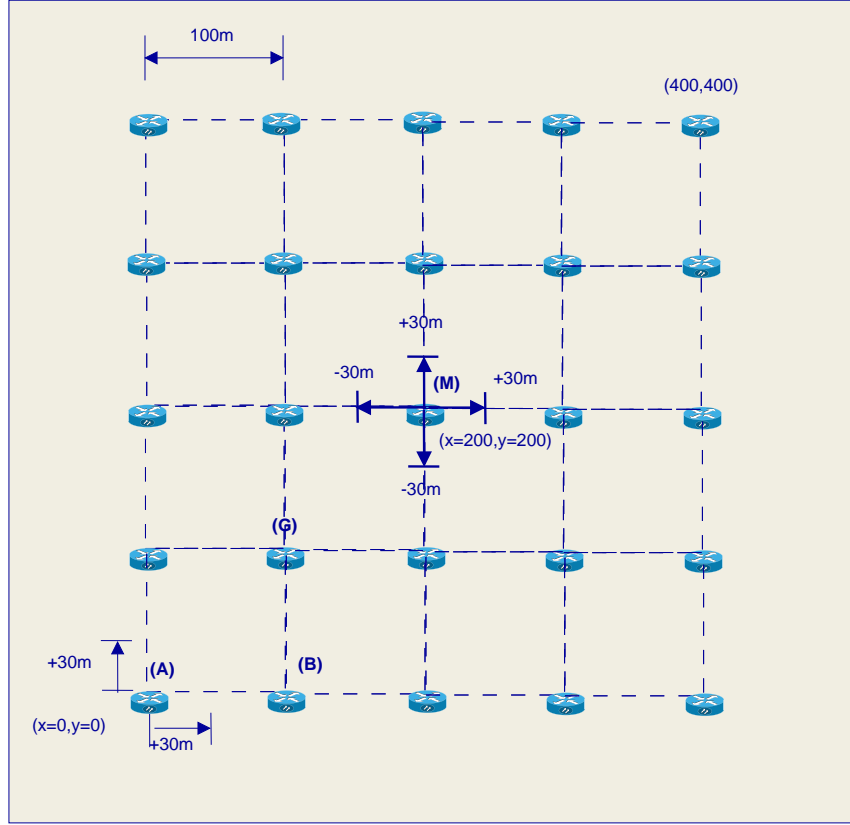 100m
(400,400)
+30m
-30m
(M)
+30m
(x=200,y=200)
-30m
(G)
+30m
(A)
(B)
(x=0,y=0)
+30m